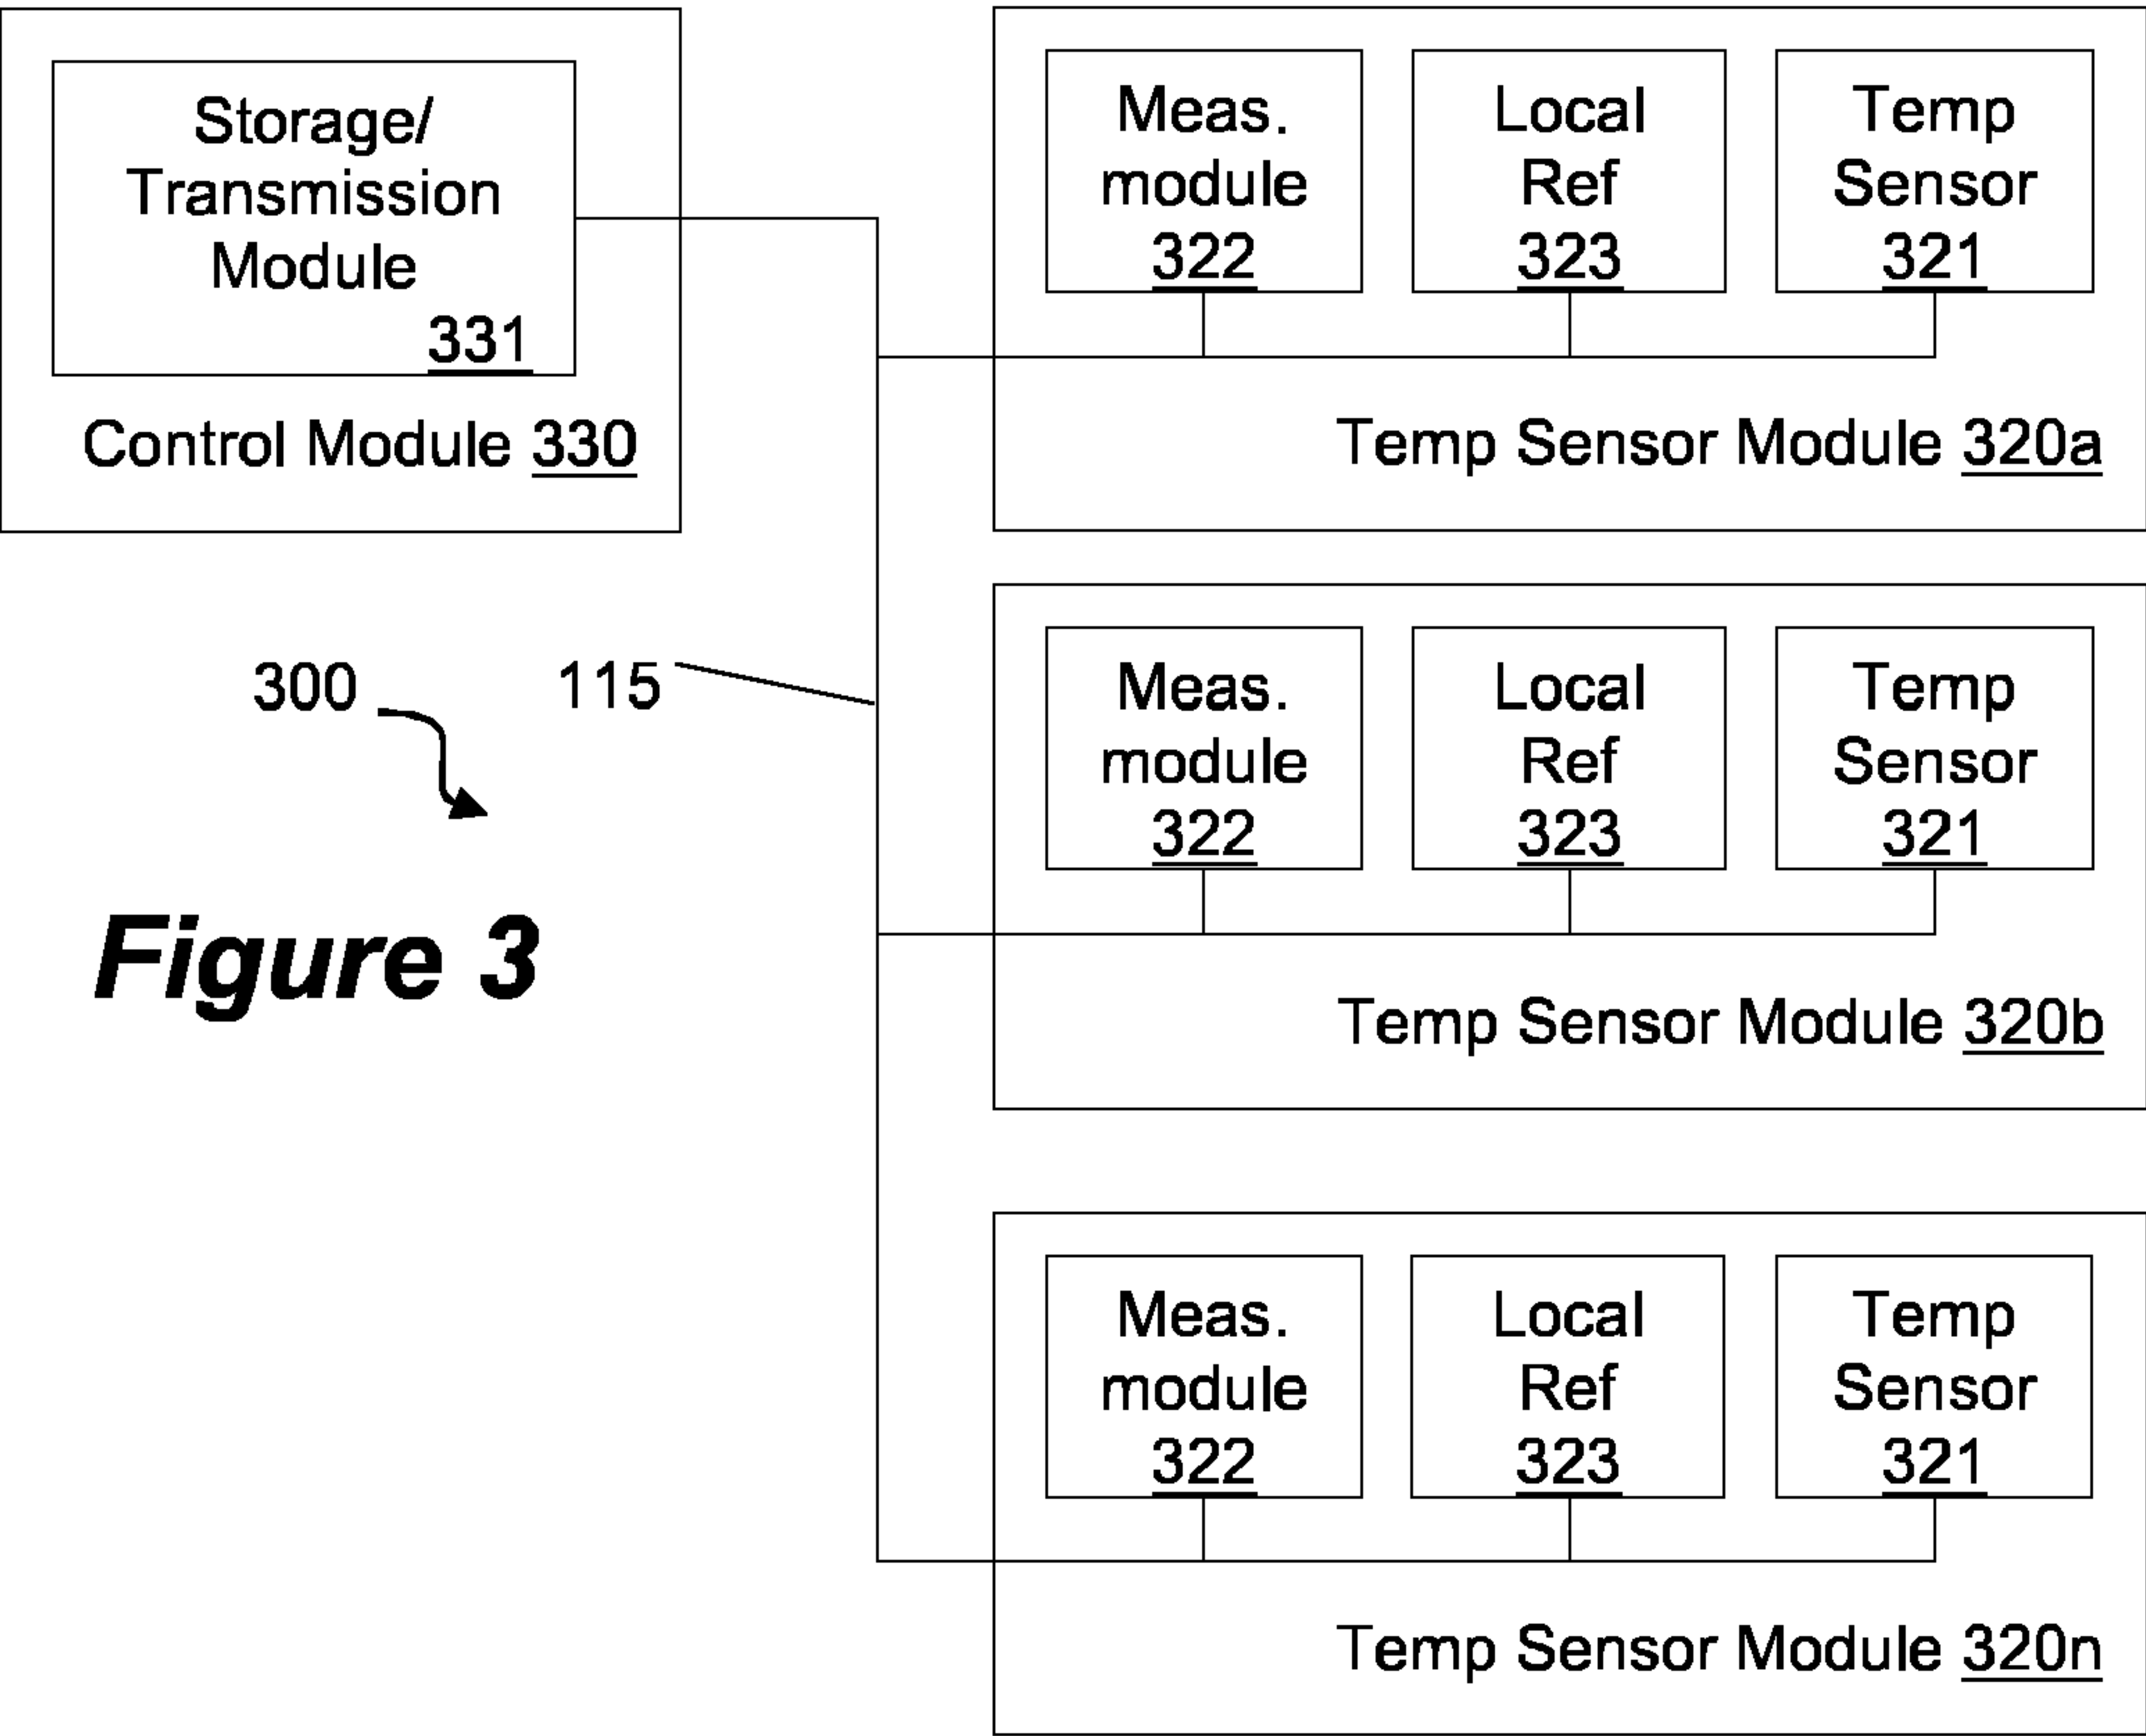 Storage/
Transmission
Module
331
Control Module 330
Meas.
module
322
Local
Ref
323
Temp
Sensor
321
Temp Sensor Module 320a
300
115
Figure 3
Meas.
module
322
Local
Ref
323
Temp
Sensor
321
Temp Sensor Module 320b
Meas.
module
322
Local
Ref
323
Temp
Sensor
321
Temp Sensor Module 320n